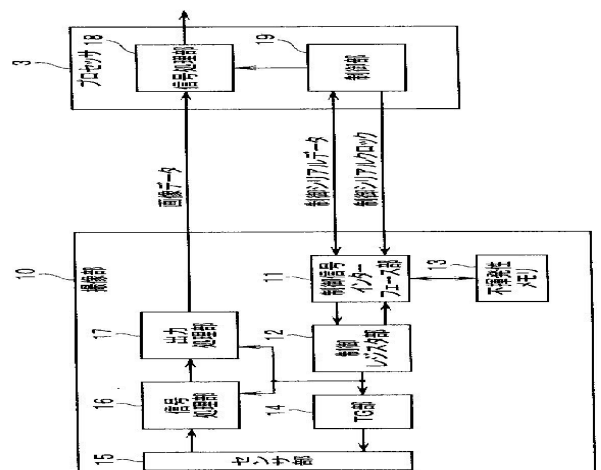 3
プロセッサ
18
信号処理部
19
制御部
画像データ
制御シリアルデータ
制御シリアルクロック
10
撮像部
17
出力
処理部
16
信号
処理部
15
センサ部
11
制御信号
インター
フェース部
12
制御
レジスタ部
13
不揮発性
メモリ
14
TG部